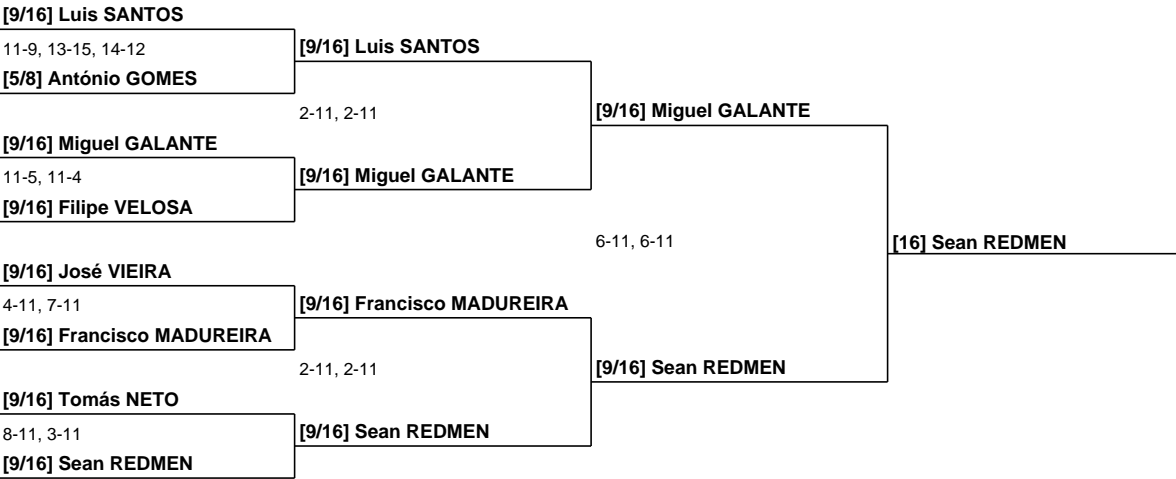 [9/16] Luis SANTOS
11-9, 13-15, 14-12
[9/16] Luis SANTOS
[5/8] António GOMES
2-11, 2-11
[9/16] Miguel GALANTE
[9/16] Miguel GALANTE
11-5, 11-4
[9/16] Miguel GALANTE
[9/16] Filipe VELOSA
6-11, 6-11
[16] Sean REDMEN
[9/16] José VIEIRA
4-11, 7-11
[9/16] Francisco MADUREIRA
[9/16] Francisco MADUREIRA
2-11, 2-11
[9/16] Sean REDMEN
[9/16] Tomás NETO
8-11, 3-11
[9/16] Sean REDMEN
[9/16] Sean REDMEN